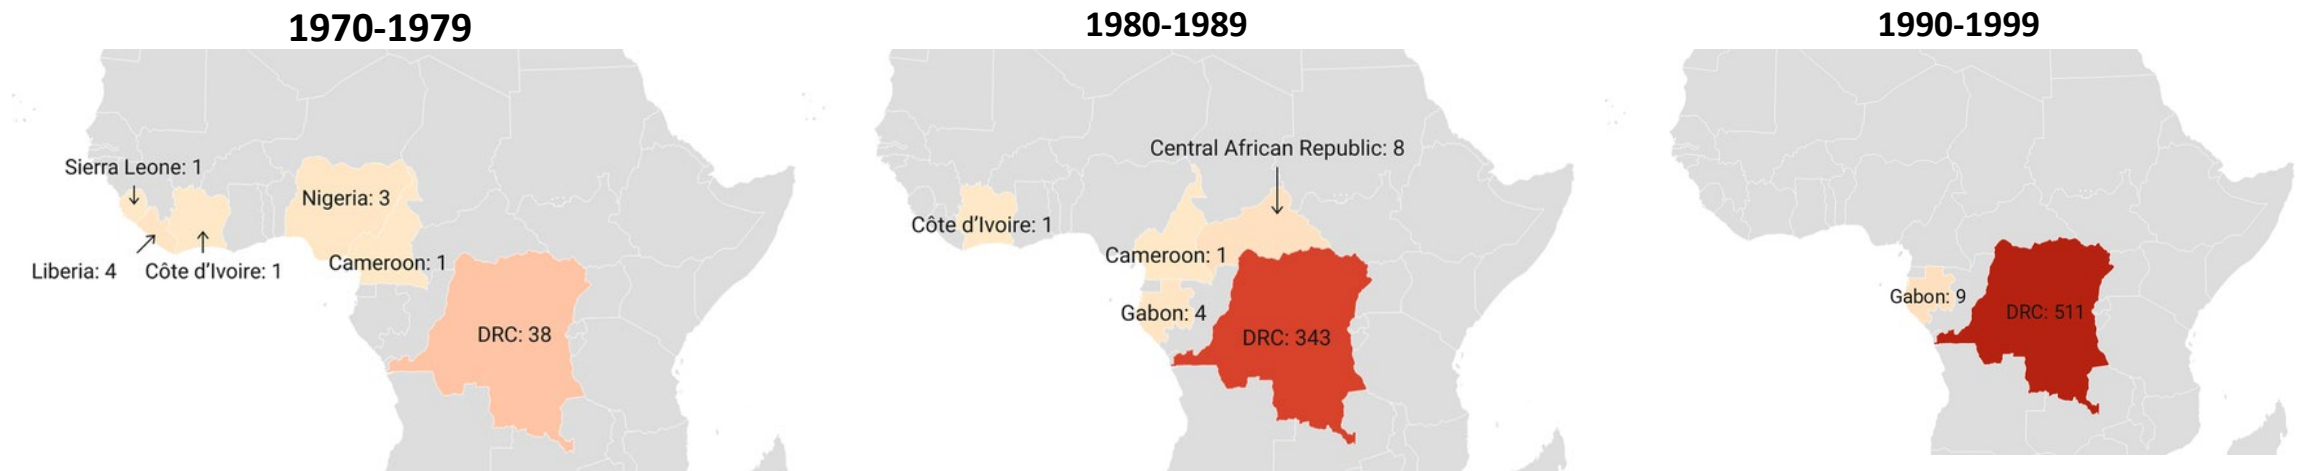 1970-1979
Sierra Leone: 1
Nigeria: 3
Liberia: 4
Côte d'Ivoire: 1
Cameroon: 1
DRC: 38
1980-1989
Central African Republic: 8
Côte d'Ivoire: 1
Cameroon: 1
Gabon: 4
DRC: 343
1990-1999
Gabon: 9
DRC: 511